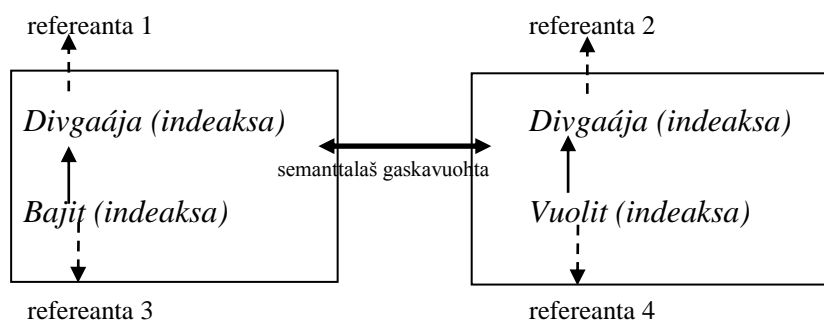 refereanta 1
refereanta 2
Divgaája (indeaksa)
Divgaája (indeaksa)
semanttalaš gaskavuohta
Bajit (indeaksa)
Vuolit (indeaksa)
refereanta 3
refereanta 4